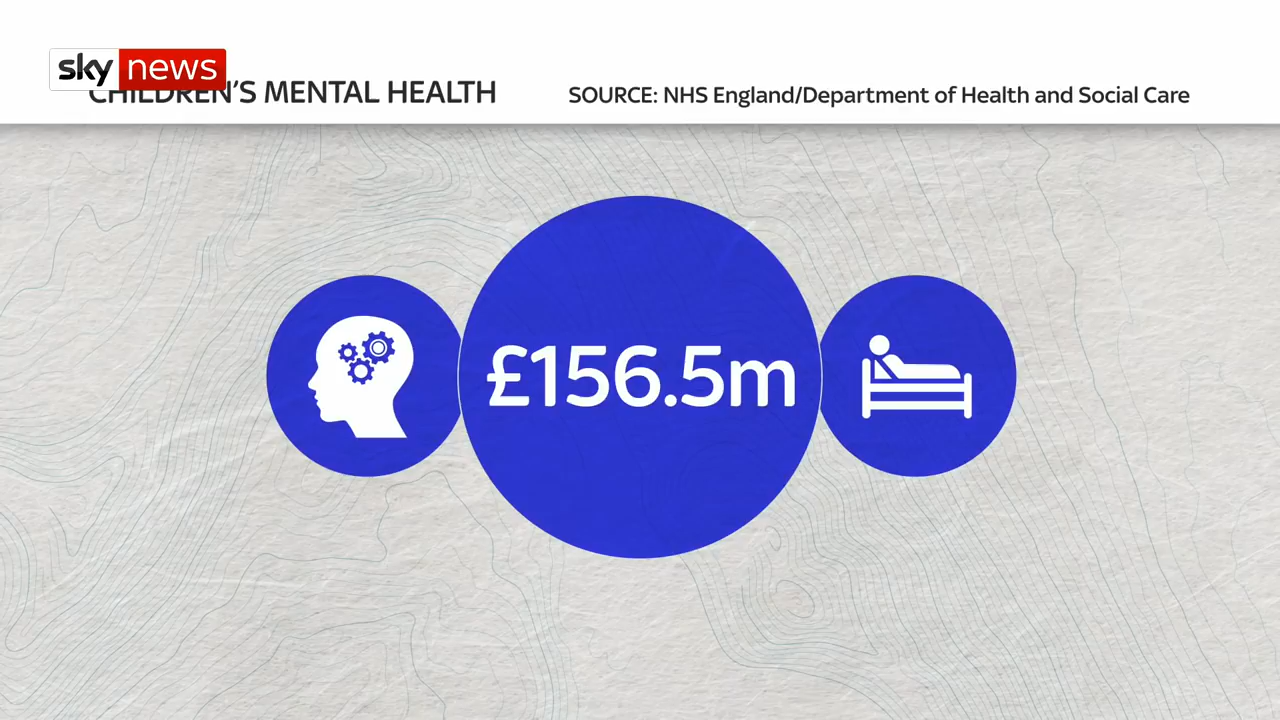 sky news
CHILDREN'S MENTAL HEALTH
SOURCE: NHS England/Department of Health and Social Care
£156.5m